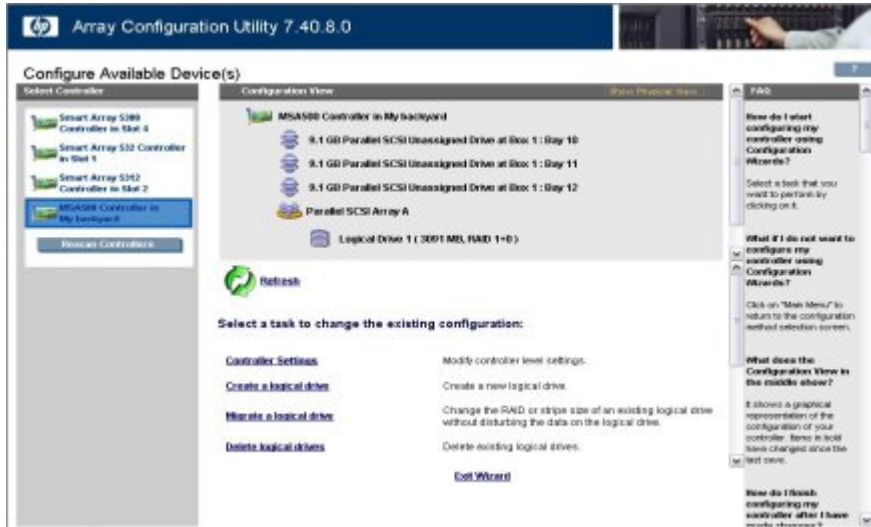 hp
Array Configuration Utility 7.40.8.0
Configure Available Device(s)
?
Select Controller
Smart Array 5300
Controller in Slot 4
Smart Array 532 Controller
in Slot 1
Smart Array 5312
Controller in Slot 2
MSA500 Controller in
My backyard
Rescan Controllers
Configuration View
Show Physical View
MSA500 Controller in My backyard
9.1 GB Parallel SCSI Unassigned Drive at Box 1 : Bay 10
9.1 GB Parallel SCSI Unassigned Drive at Box 1 : Bay 11
9.1 GB Parallel SCSI Unassigned Drive at Box 1 : Bay 12
Parallel SCSI Array A
Logical Drive 1 ( 3091 MB, RAID 1+0 )
Refresh
Select a task to change the existing configuration:
Controller Settings
Modify controller level settings.
Create a logical drive
Create a new logical drive.
Migrate a logical drive
Change the RAID or stripe size of an existing logical drive
without disturbing the data on the logical drive.
Delete logical drives
Delete existing logical drives.
Exit Wizard
FAQ
How do I start
configuring my
controller using
Configuration
Wizards?
Select a task that you
want to perform by
clicking on it.
What if I do not want to
configure my
controller using
Configuration
Wizards?
Click on "Main Menu" to
return to the configuration
method selection screen.
What does the
Configuration View in
the middle show?
It shows a graphical
representation of the
configuration of your
controller. Items in bold
have changed since the
last save.
How do I finish
configuring my
controller after I have
made changes?